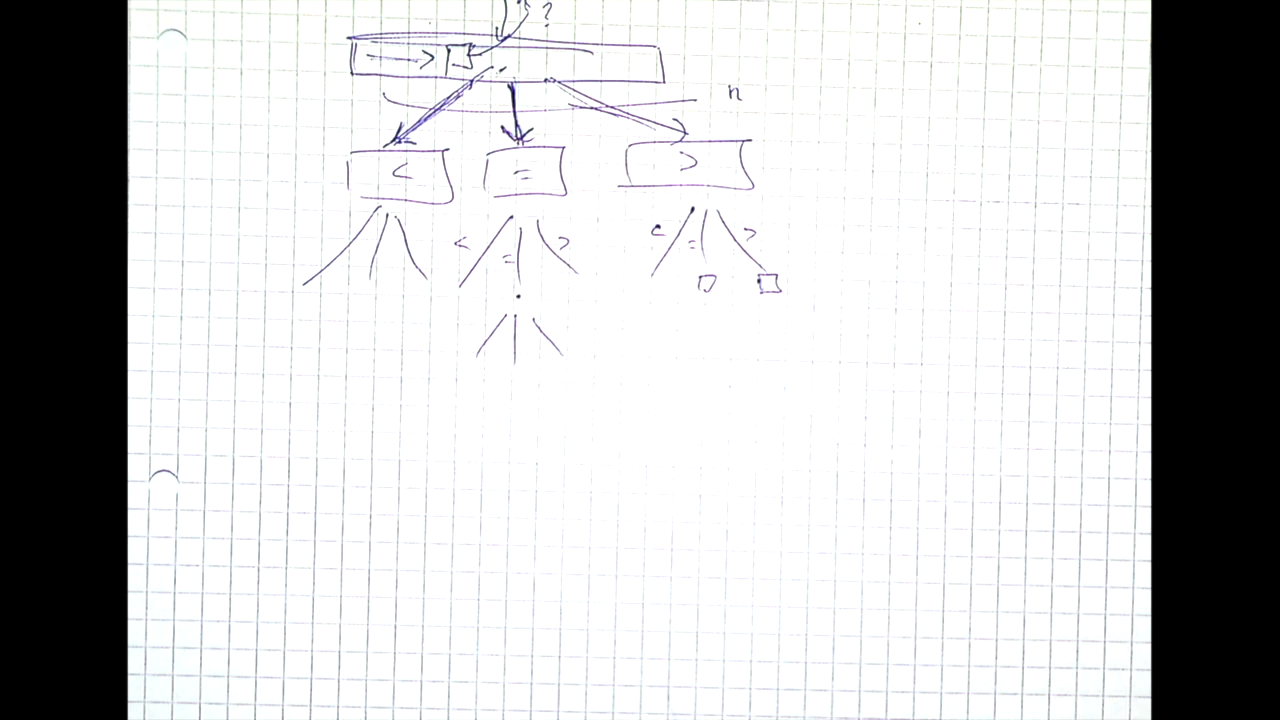 ?
n
< = >
< = > < = >